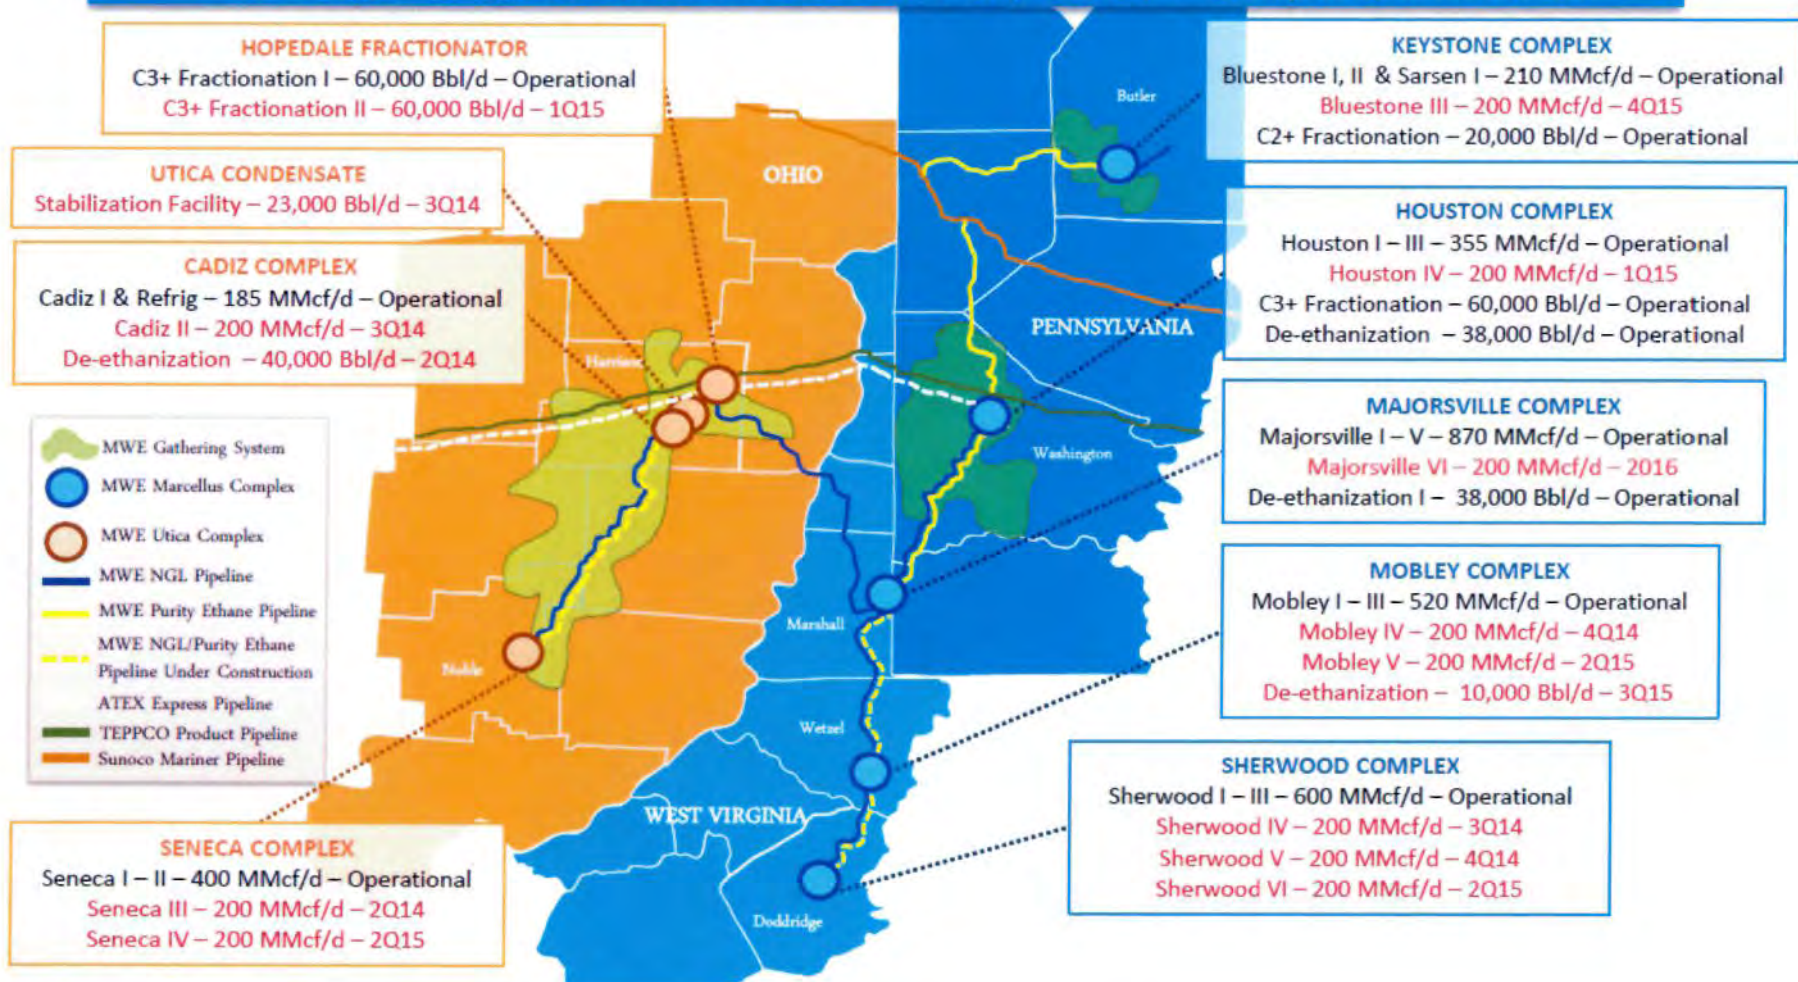 HOPEDALE FRACTIONATOR
C3+ Fractionation I – 60,000 Bbl/d – Operational
C3+ Fractionation II – 60,000 Bbl/d – 1Q15
UTICA CONDENSATE
Stabilization Facility – 23,000 Bbl/d – 3Q14
CADIZ COMPLEX
Cadiz I & Refrig – 185 MMcf/d – Operational
Cadiz II – 200 MMcf/d – 3Q14
De-ethanization – 40,000 Bbl/d – 2Q14
MWE Gathering System
MWE Marcellus Complex
MWE Utica Complex
MWE NGL Pipeline
MWE Purity Ethane Pipeline
MWE NGL/Purity Ethane
Pipeline Under Construction
ATEX Express Pipeline
TEPPCO Product Pipeline
Sunoco Mariner Pipeline
SENECA COMPLEX
Seneca I – II – 400 MMcf/d – Operational
Seneca III – 200 MMcf/d – 2Q14
Seneca IV – 200 MMcf/d – 2Q15
OHIO
Harrison
Noble
Butler
PENNSYLVANIA
Washington
Marshall
Wetzel
WEST VIRGINIA
Doddridge
KEYSTONE COMPLEX
Bluestone I, II & Sarsen I – 210 MMcf/d – Operational
Bluestone III – 200 MMcf/d – 4Q15
C2+ Fractionation – 20,000 Bbl/d – Operational
HOUSTON COMPLEX
Houston I – III – 355 MMcf/d – Operational
Houston IV – 200 MMcf/d – 1Q15
C3+ Fractionation – 60,000 Bbl/d – Operational
De-ethanization – 38,000 Bbl/d – Operational
MAJORSVILLE COMPLEX
Majorsville I – V – 870 MMcf/d – Operational
Majorsville VI – 200 MMcf/d – 2016
De-ethanization I – 38,000 Bbl/d – Operational
MOBLEY COMPLEX
Mobley I – III – 520 MMcf/d – Operational
Mobley IV – 200 MMcf/d – 4Q14
Mobley V – 200 MMcf/d – 2Q15
De-ethanization – 10,000 Bbl/d – 3Q15
SHERWOOD COMPLEX
Sherwood I – III – 600 MMcf/d – Operational
Sherwood IV – 200 MMcf/d – 3Q14
Sherwood V – 200 MMcf/d – 4Q14
Sherwood VI – 200 MMcf/d – 2Q15